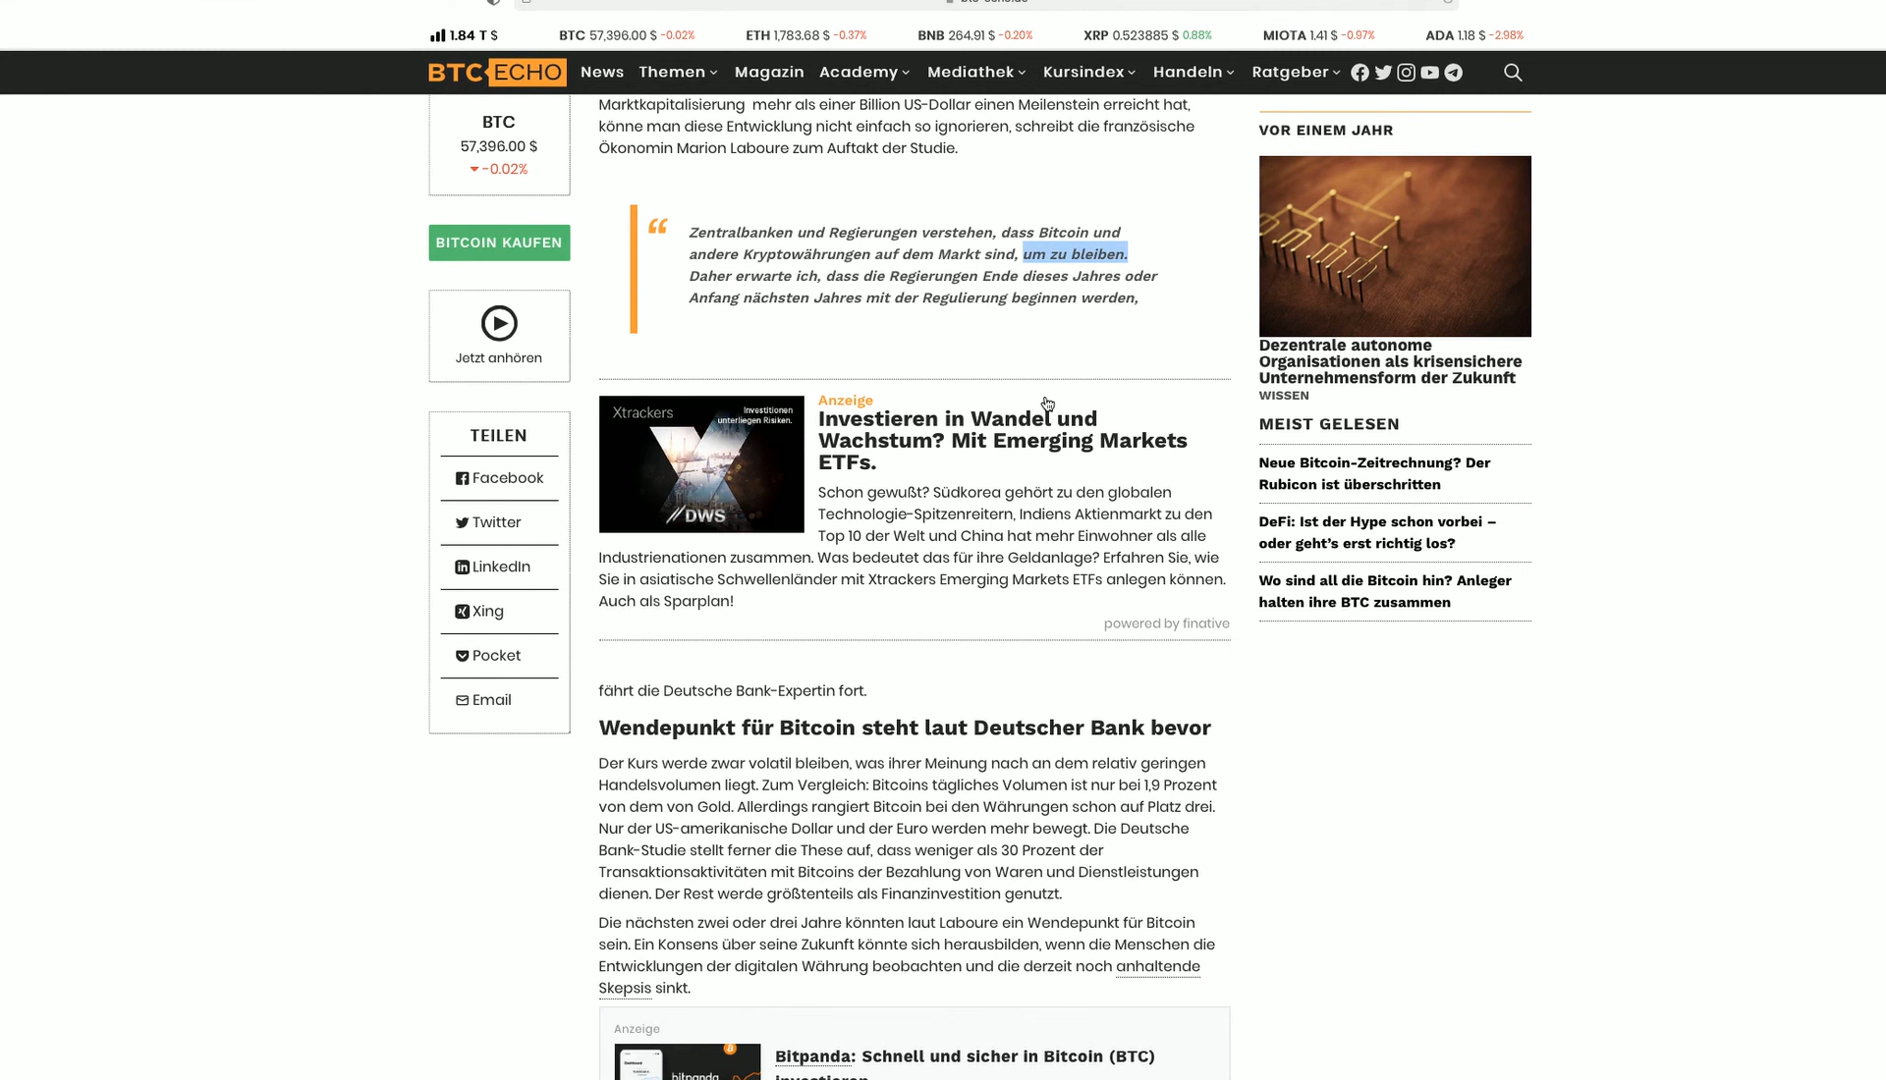 1.84 T $ BTC 57,396.00 $ -0.02% ETH 1,783.68 $ -0.37% BNB 264.91 $ -0.20% XRP 0.523885 $ 0.88% MIOTA 1.41 $ -0.97% ADA 1.18 $ -2.98%
BTC ECHO News Themen Magazin Academy Mediathek Kursindex Handeln Ratgeber
BTC
57,396.00 $
-0.02%
BITCOIN KAUFEN
Jetzt anhören
TEILEN
Facebook
Twitter
LinkedIn
Xing
Pocket
Email
Marktkapitalisierung mehr als einer Billion US-Dollar einen Meilenstein erreicht hat,
könne man diese Entwicklung nicht einfach so ignorieren, schreibt die französische
Ökonomin Marion Laboure zum Auftakt der Studie.
“ Zentralbanken und Regierungen verstehen, dass Bitcoin und
andere Kryptowährungen auf dem Markt sind, um zu bleiben.
Daher erwarte ich, dass die Regierungen Ende dieses Jahres oder
Anfang nächsten Jahres mit der Regulierung beginnen werden,
Xtrackers
Investitionen
unterliegen Risiken.
DWS
Anzeige
Investieren in Wandel und
Wachstum? Mit Emerging Markets
ETFs.
Schon gewußt? Südkorea gehört zu den globalen
Technologie-Spitzenreitern, Indiens Aktienmarkt zu den
Top 10 der Welt und China hat mehr Einwohner als alle
Industrienationen zusammen. Was bedeutet das für ihre Geldanlage? Erfahren Sie, wie
Sie in asiatische Schwellenländer mit Xtrackers Emerging Markets ETFs anlegen können.
Auch als Sparplan!
powered by finative
fährt die Deutsche Bank-Expertin fort.
Wendepunkt für Bitcoin steht laut Deutscher Bank bevor
Der Kurs werde zwar volatil bleiben, was ihrer Meinung nach an dem relativ geringen
Handelsvolumen liegt. Zum Vergleich: Bitcoins tägliches Volumen ist nur bei 1,9 Prozent
von dem von Gold. Allerdings rangiert Bitcoin bei den Währungen schon auf Platz drei.
Nur der US-amerikanische Dollar und der Euro werden mehr bewegt. Die Deutsche
Bank-Studie stellt ferner die These auf, dass weniger als 30 Prozent der
Transaktionsaktivitäten mit Bitcoins der Bezahlung von Waren und Dienstleistungen
dienen. Der Rest werde größtenteils als Finanzinvestition genutzt.
Die nächsten zwei oder drei Jahre könnten laut Laboure ein Wendepunkt für Bitcoin
sein. Ein Konsens über seine Zukunft könnte sich herausbilden, wenn die Menschen die
Entwicklungen der digitalen Währung beobachten und die derzeit noch anhaltende
Skepsis sinkt.
Anzeige
bitpanda
Bitpanda: Schnell und sicher in Bitcoin (BTC)
investieren
VOR EINEM JAHR
Dezentrale autonome
Organisationen als krisensichere
Unternehmensform der Zukunft
WISSEN
MEIST GELESEN
Neue Bitcoin-Zeitrechnung? Der
Rubicon ist überschritten
DeFi: Ist der Hype schon vorbei –
oder geht’s erst richtig los?
Wo sind all die Bitcoin hin? Anleger
halten ihre BTC zusammen